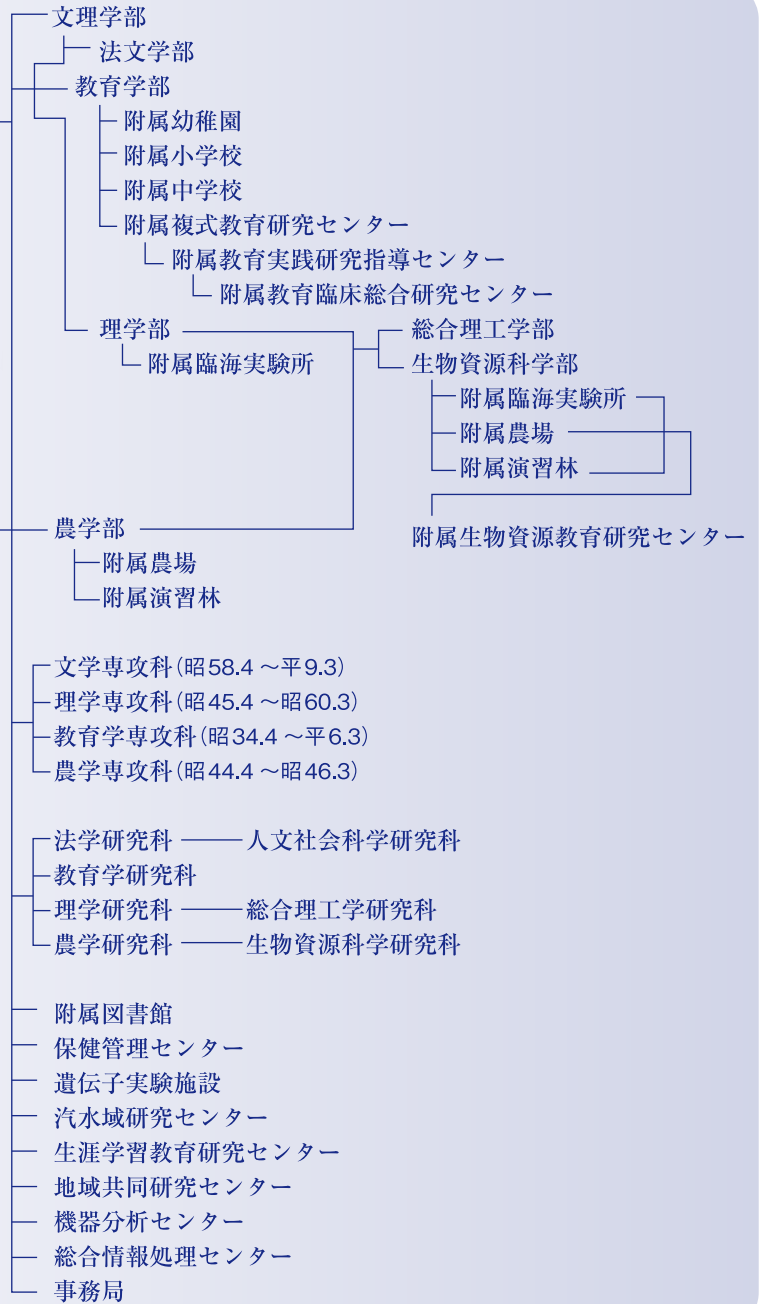 文理学部
法文学部
教育学部
附属幼稚園
附属小学校
附属中学校
附属複式教育研究センター
附属教育実践研究指導センター
附属教育臨床総合研究センター
理学部
総合理工学部
附属臨海実験所
生物資源科学部
附属臨海実験所
附属農場
附属演習林
農学部
附属生物資源教育研究センター
附属農場
附属演習林
文学専攻科(昭58.4 ～平9.3)
理学専攻科(昭45.4 ～昭60.3)
教育学専攻科(昭34.4 ～平6.3)
農学専攻科(昭44.4 ～昭46.3)
法学研究科 人文社会科学研究科
教育学研究科
理学研究科 総合理工学研究科
農学研究科 生物資源科学研究科
附属図書館
保健管理センター
遺伝子実験施設
汽水域研究センター
生涯学習教育研究センター
地域共同研究センター
機器分析センター
総合情報処理センター
事務局